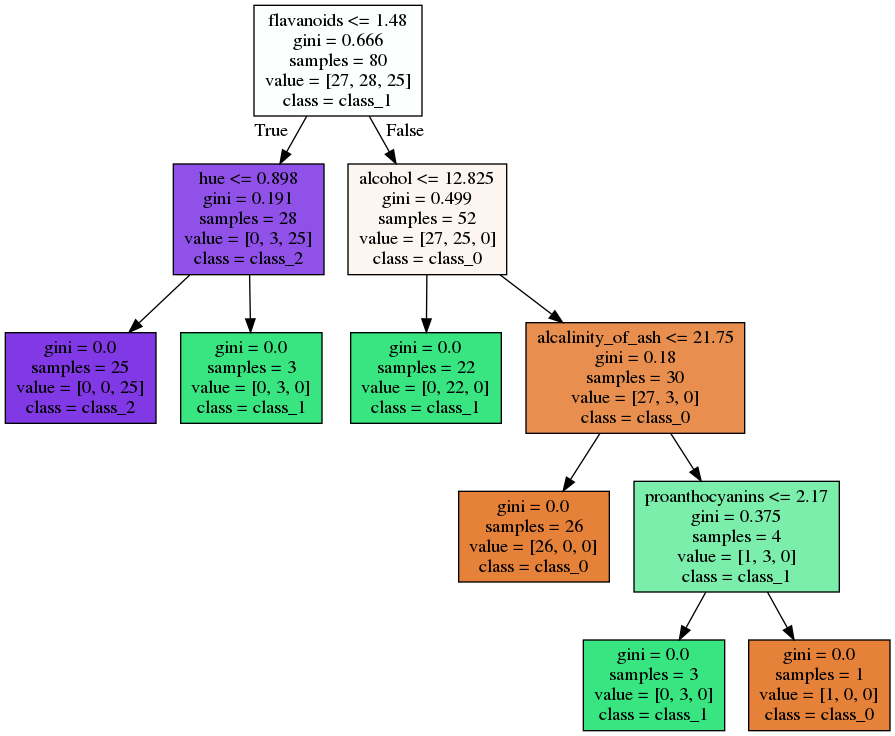 flavanoids <= 1.48
gini = 0.666
samples = 80
value = [27, 28, 25]
class = class_1
True
False
hue <= 0.898
gini = 0.191
samples = 28
value = [0, 3, 25]
class = class_2
alcohol <= 12.825
gini = 0.499
samples = 52
value = [27, 25, 0]
class = class_0
gini = 0.0
samples = 25
value = [0, 0, 25]
class = class_2
gini = 0.0
samples = 3
value = [0, 3, 0]
class = class_1
gini = 0.0
samples = 22
value = [0, 22, 0]
class = class_1
alcalinity_of_ash <= 21.75
gini = 0.18
samples = 30
value = [27, 3, 0]
class = class_0
gini = 0.0
samples = 26
value = [26, 0, 0]
class = class_0
proanthocyanins <= 2.17
gini = 0.375
samples = 4
value = [1, 3, 0]
class = class_1
gini = 0.0
samples = 3
value = [0, 3, 0]
class = class_1
gini = 0.0
samples = 1
value = [1, 0, 0]
class = class_0